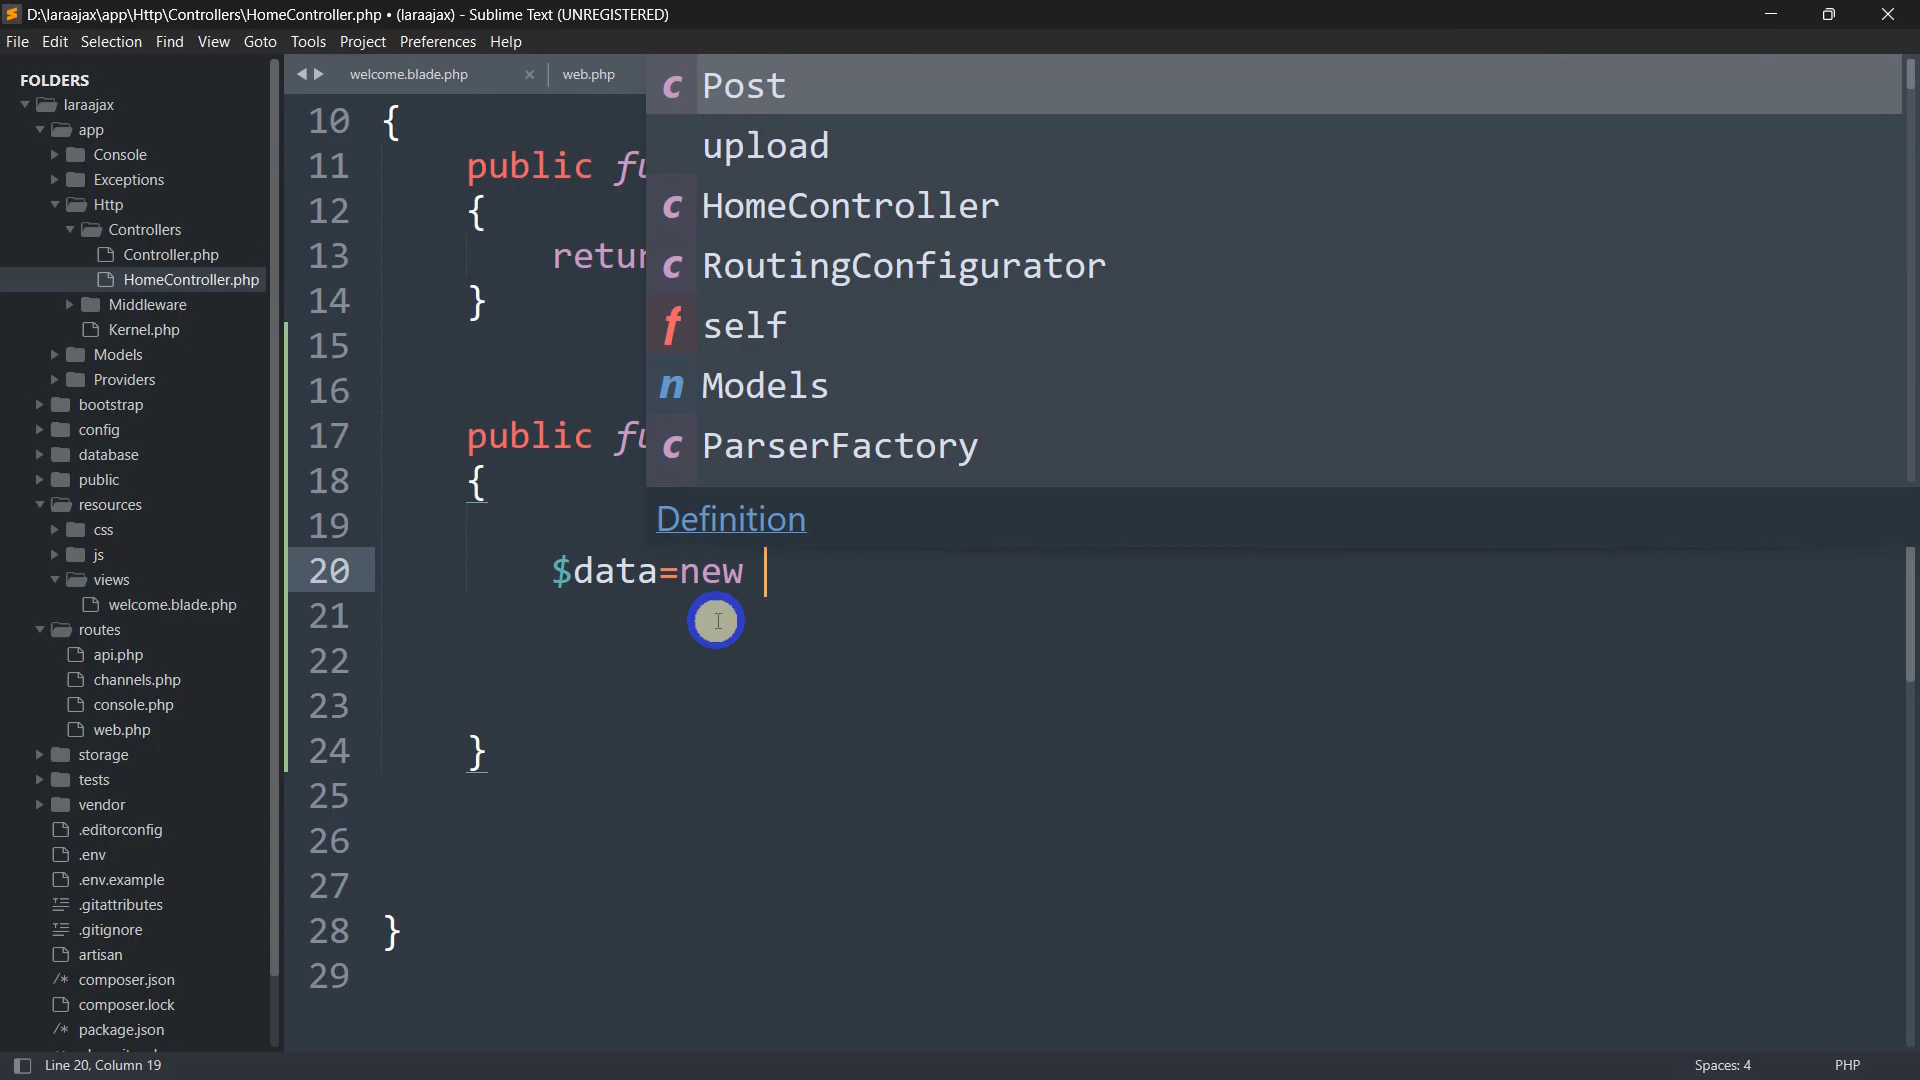 D:\laraajax\app\Http\Controllers\HomeController.php • (laraajax) - Sublime Text (UNREGISTERED)
File Edit Selection Find View Goto Tools Project Preferences Help
FOLDERS
laraajax
app
Console
Exceptions
Http
Controllers
Controller.php
HomeController.php
Middleware
Kernel.php
Models
Providers
bootstrap
config
database
public
resources
css
js
views
welcome.blade.php
routes
api.php
channels.php
console.php
web.php
storage
tests
vendor
.editorconfig
.env
.env.example
.gitattributes
.gitignore
artisan
composer.json
composer.lock
package.json
welcome.blade.php web.php
10 {
11 public fu
12 {
13 retur
14 }
15
16
17 public fu
18 {
19
20 $data=new
21
22
23
24 }
25
26
27
28 }
29
c Post
upload
c HomeController
c RoutingConfigurator
f self
n Models
c ParserFactory
Definition
Line 20, Column 19
Spaces: 4
PHP